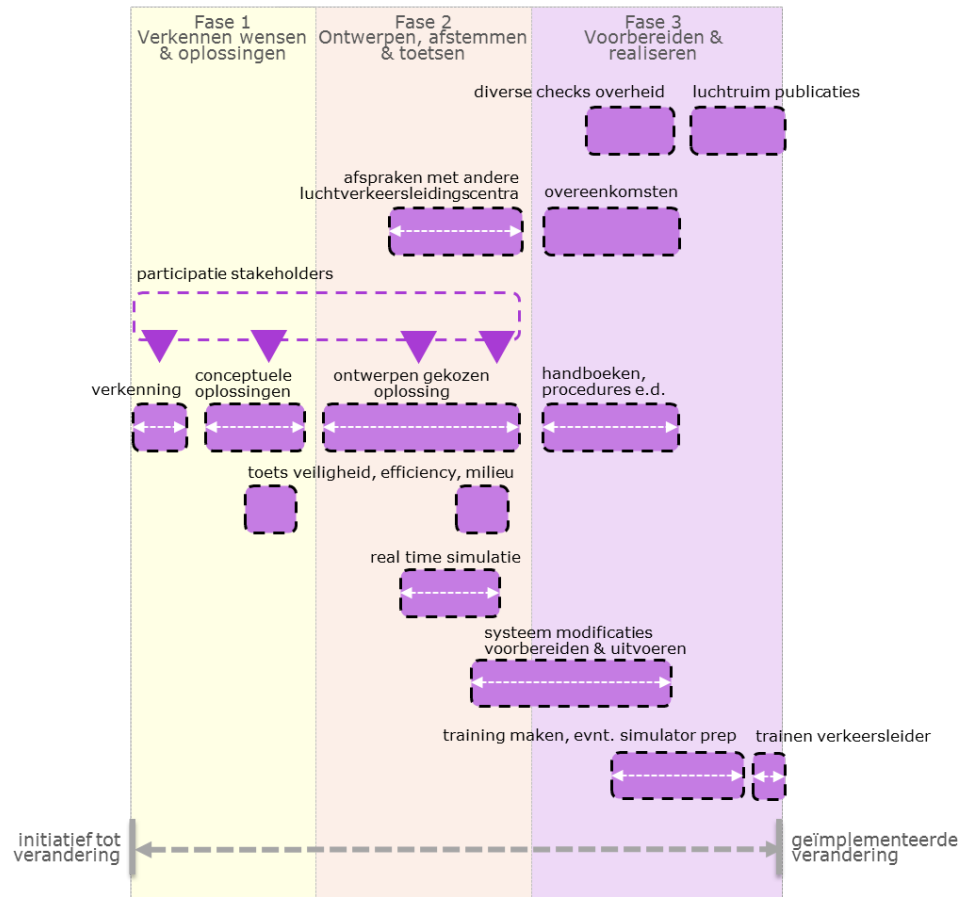 Fase 1
Verkennen wensen
& oplossingen
Fase 2
Ontwerpen, afstemmen
& toetsen
Fase 3
Voorbereiden &
realiseren
diverse checks overheid
luchtruim publicaties
afspraken met andere
luchtverkeersleidingscentra
overeenkomsten
participatie stakeholders
verkenning
conceptuele
oplossingen
ontwerpen gekozen
oplossing
handboeken,
procedures e.d.
toets veiligheid, efficiency, milieu
real time simulatie
systeem modificaties
voorbereiden & uitvoeren
training maken, evnt. simulator prep
trainen verkeersleider
initiatief tot
verandering
geïmplementeerde
verandering